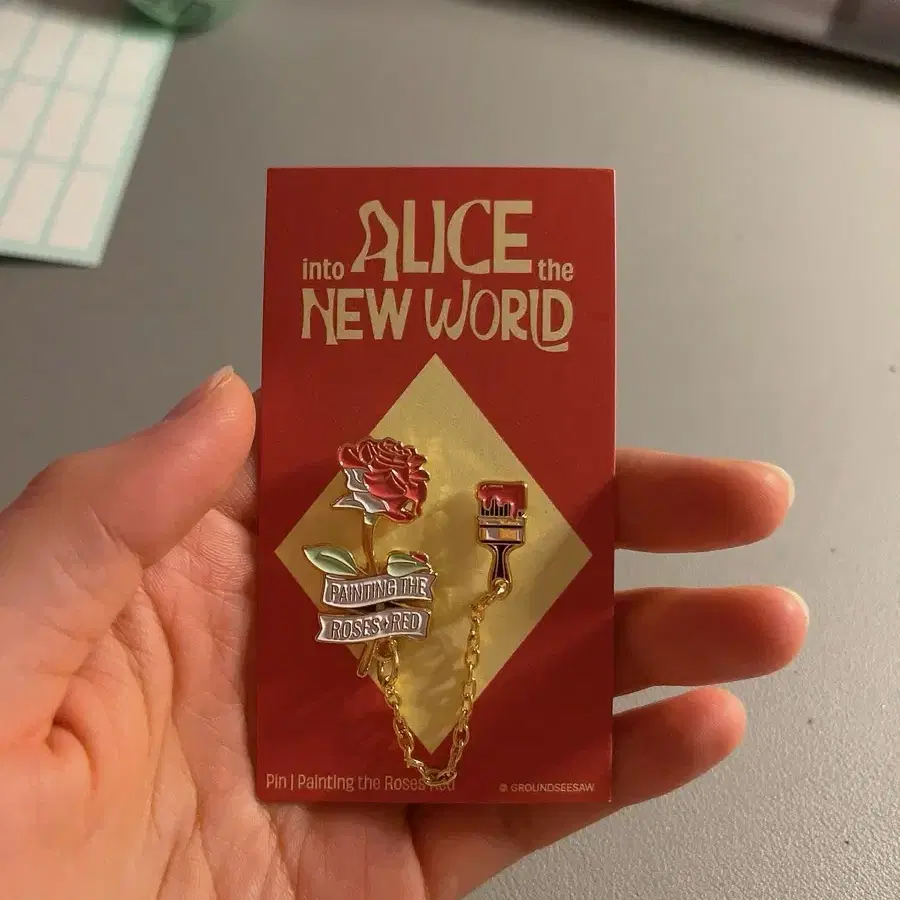 ALICE
into the
NEW WORLD
PAINTING THE
ROSES RED
Pin | Painting the Roses Red
© GROUNDSEESAW